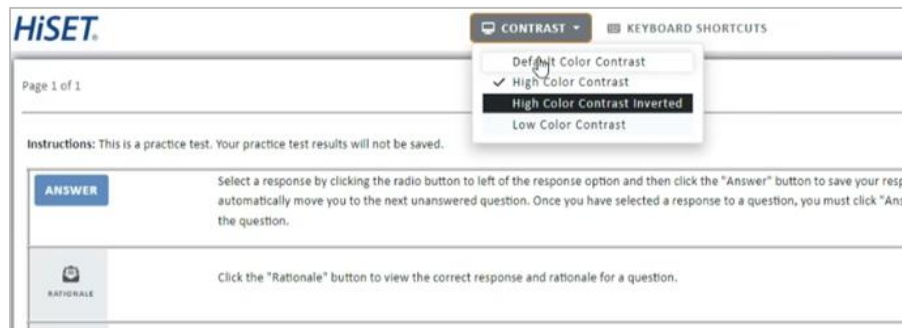 HiSET.
CONTRAST
KEYBOARD SHORTCUTS
Default Color Contrast
High Color Contrast
High Color Contrast Inverted
Low Color Contrast
Page 1 of 1
Instructions: This is a practice test. Your practice test results will not be saved.
ANSWER
Select a response by clicking the radio button to left of the response option and then click the "Answer" button to save your resp
automatically move you to the next unanswered question. Once you have selected a response to a question, you must click "Ans
the question.
RATIONALE
Click the "Rationale" button to view the correct response and rationale for a question.